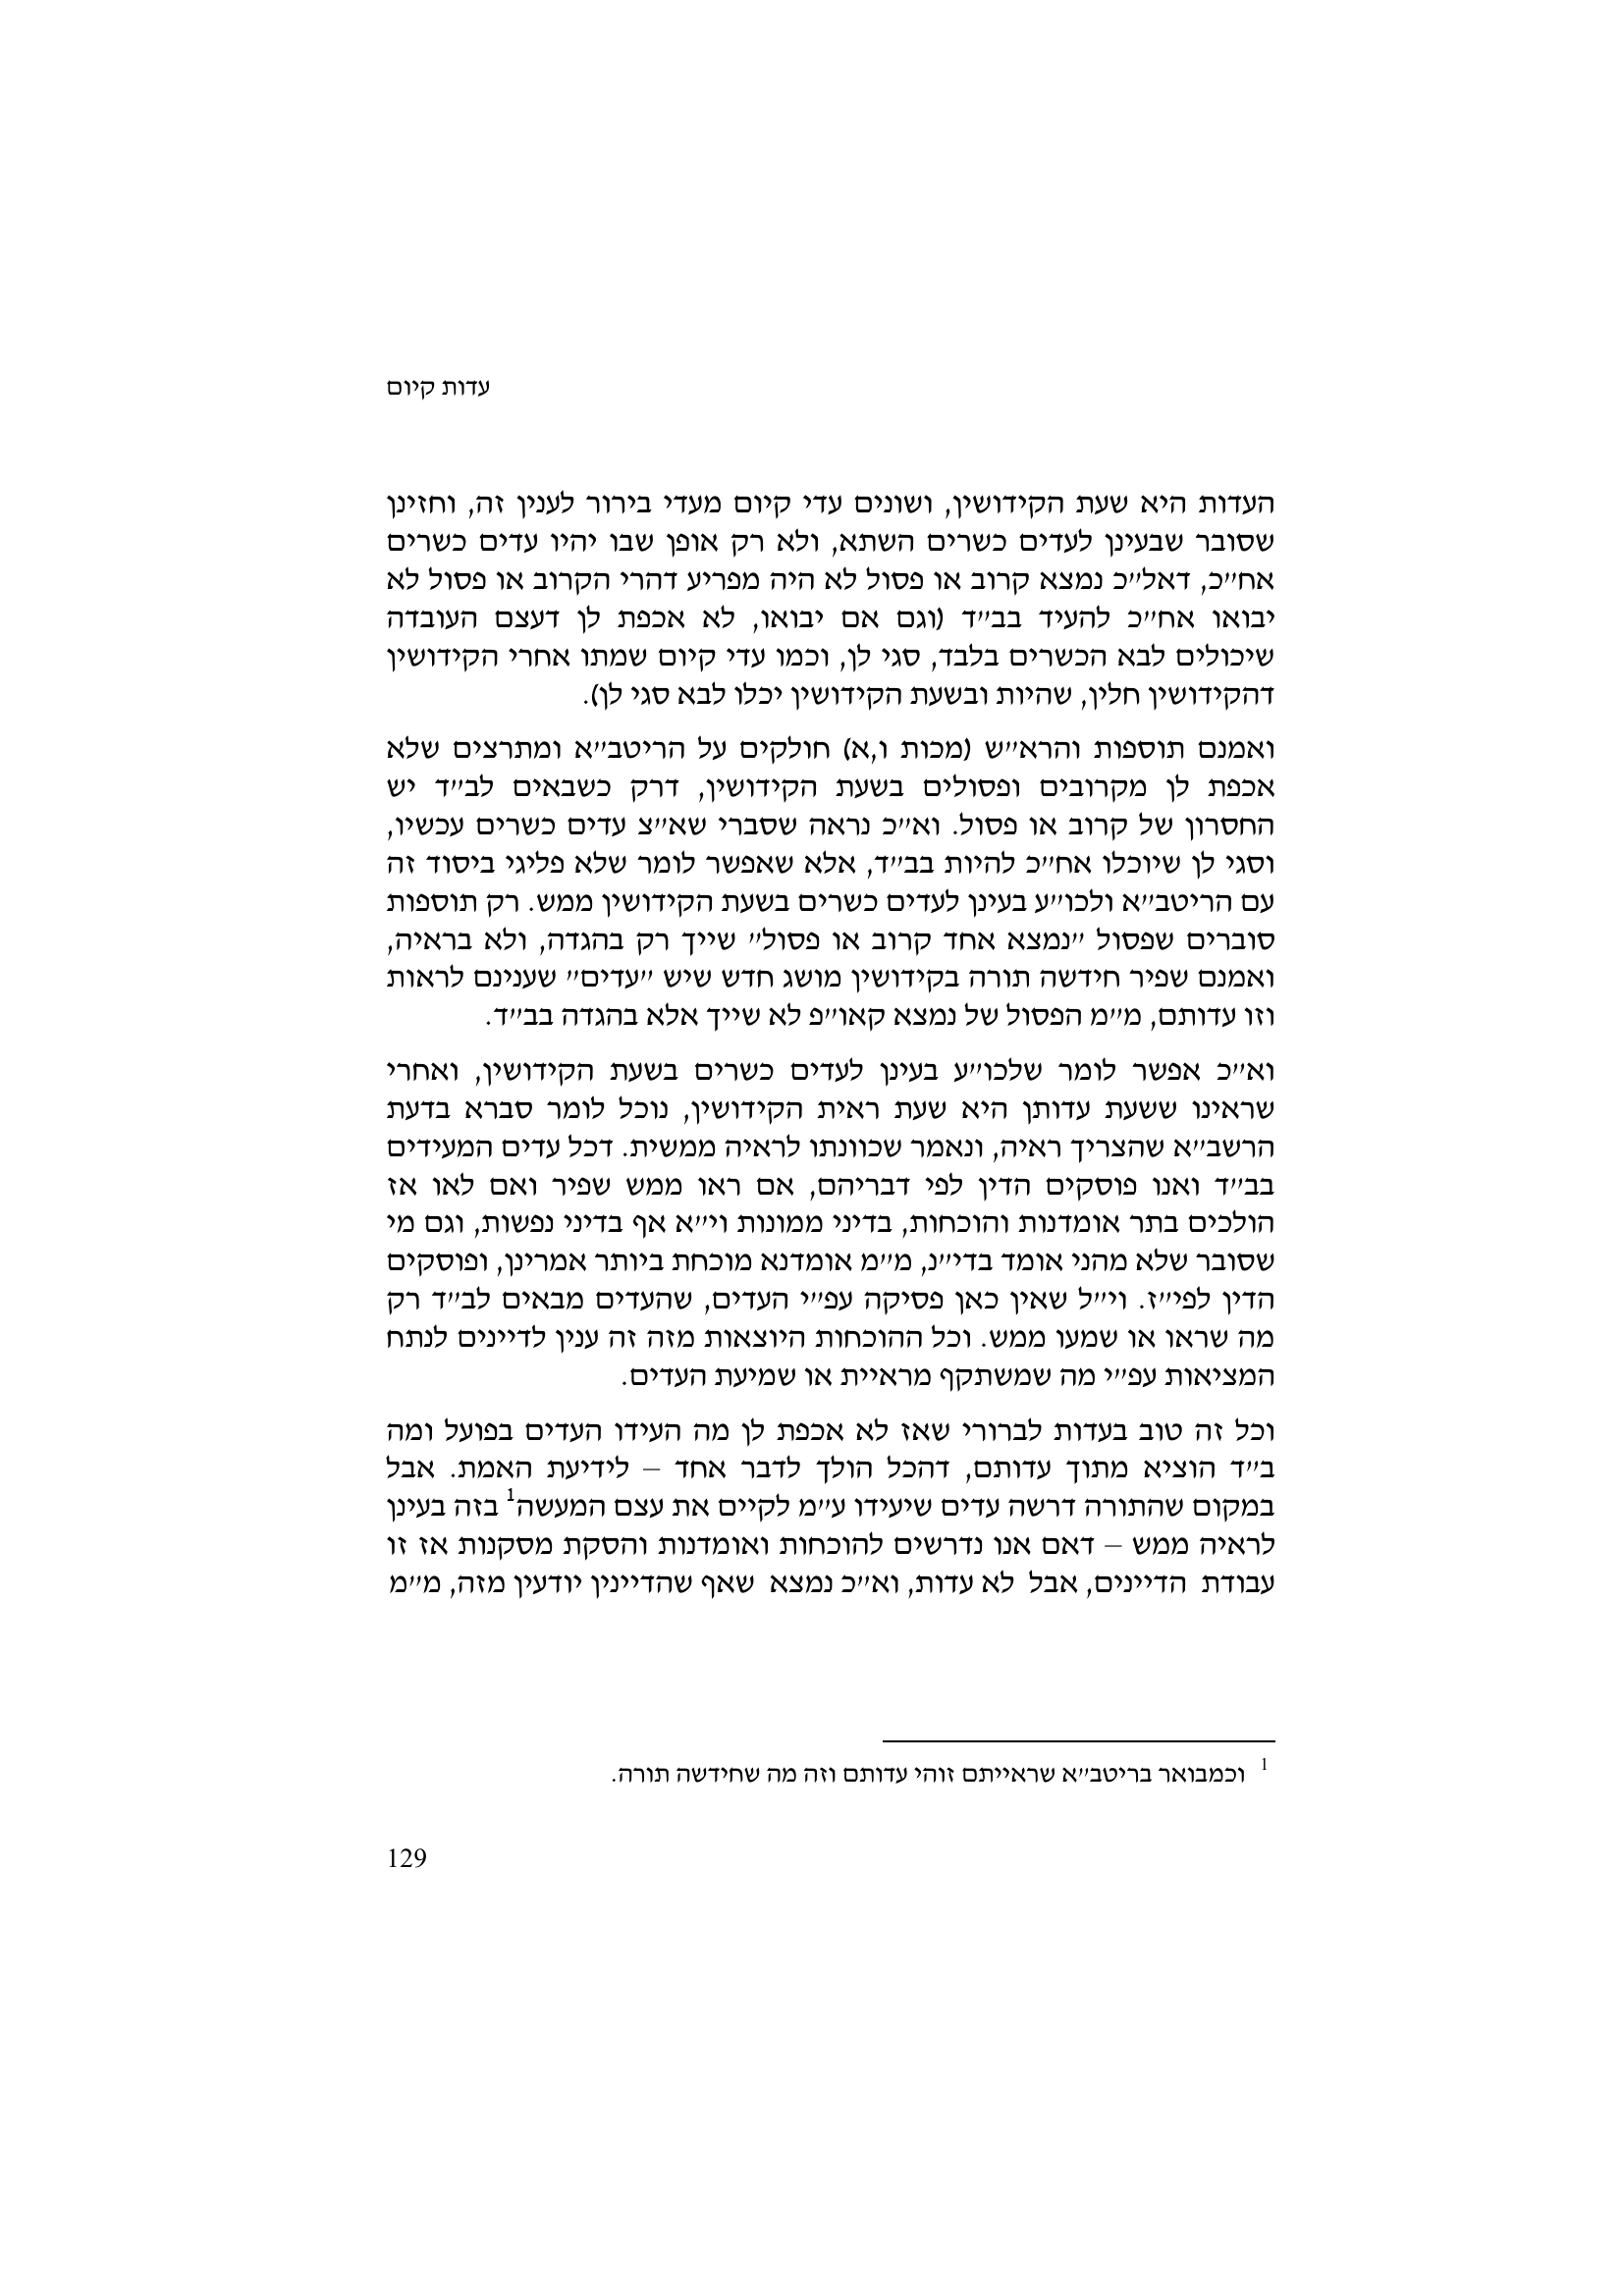 עדות קיום
העדות היא שעת הקידושין, ושונים עדי קיום מעדי בירור לענין זה, וחזינן
שסובר שבעינן לעדים כשרים השתא, ולא רק אופן שבו יהיו עדים כשרים
אח״כ, דאל״כ נמצא קרוב או פסול לא היה מפריע דהרי הקרוב או פסול לא
יבואו אח״כ להעיד בב״ד (וגם אם יבואו, לא אכפת לן דעצם העובדה
שיכולים לבא הכשרים בלבד, סגי לן, וכמו עדי קיום שמתו אחרי הקידושין
דהקידושין חלין, שהיות ובשעת הקידושין יכלו לבא סגי לן).
ואמנם תוספות והרא״ש (מכות ו,א) חולקים על הריטב״א ומתרצים שלא
אכפת לן מקרובים ופסולים בשעת הקידושין, דרק כשבאים לב״ד יש
החסרון של קרוב או פסול. וא״כ נראה שסברי שא״צ עדים כשרים עכשיו,
וסגי לן שיוכלו אח״כ להיות בב״ד, אלא שאפשר לומר שלא פליגי ביסוד זה
עם הריטב״א ולכו״ע בעינן לעדים כשרים בשעת הקידושין ממש. רק תוספות
סוברים שפסול ״נמצא אחד קרוב או פסול״ שייך רק בהגדה, ולא בראיה,
ואמנם שפיר חידשה תורה בקידושין מושג חדש שיש ״עדים״ שענינם לראות
וזו עדותם, מ״מ הפסול של נמצא קאו״פ לא שייך אלא בהגדה בב״ד.
וא״כ אפשר לומר שלכו״ע בעינן לעדים כשרים בשעת הקידושין, ואחרי
שראינו ששעת עדותן היא שעת ראית הקידושין, נוכל לומר סברא בדעת
הרשב״א שהצריך ראיה, ונאמר שכוונתו לראיה ממשית. דכל עדים המעידים
בב״ד ואנו פוסקים הדין לפי דבריהם, אם ראו ממש שפיר ואם לאו אז
הולכים בתר אומדנות והוכחות, בדיני ממונות וי״א אף בדיני נפשות, וגם מי
שסובר שלא מהני אומד בדי״נ, מ״מ אומדנא מוכחת ביותר אמרינן, ופוסקים
הדין לפי״ז. וי״ל שאין כאן פסיקה עפ״י העדים, שהעדים מבאים לב״ד רק
מה שראו או שמעו ממש. וכל ההוכחות היוצאות מזה זה ענין לדיינים לנתח
המציאות עפ״י מה שמשתקף מראיית או שמיעת העדים.
וכל זה טוב בעדות לברורי שאז לא אכפת לן מה העידו העדים בפועל ומה
ב״ד הוציא מתוך עדותם, דהכל הולך לדבר אחד – לידיעת האמת. אבל
במקום שהתורה דרשה עדים שיעידו ע״מ לקיים את עצם המעשה1 בזה בעינן
לראיה ממש – דאם אנו נדרשים להוכחות ואומדנות והסקת מסקנות אז זו
עבודת הדיינים, אבל לא עדות, וא״כ נמצא שאף שהדיינין יודעין מזה, מ״מ
1 וכמבואר בריטב״א שראייתם זוהי עדותם וזה מה שחידשה תורה.
129